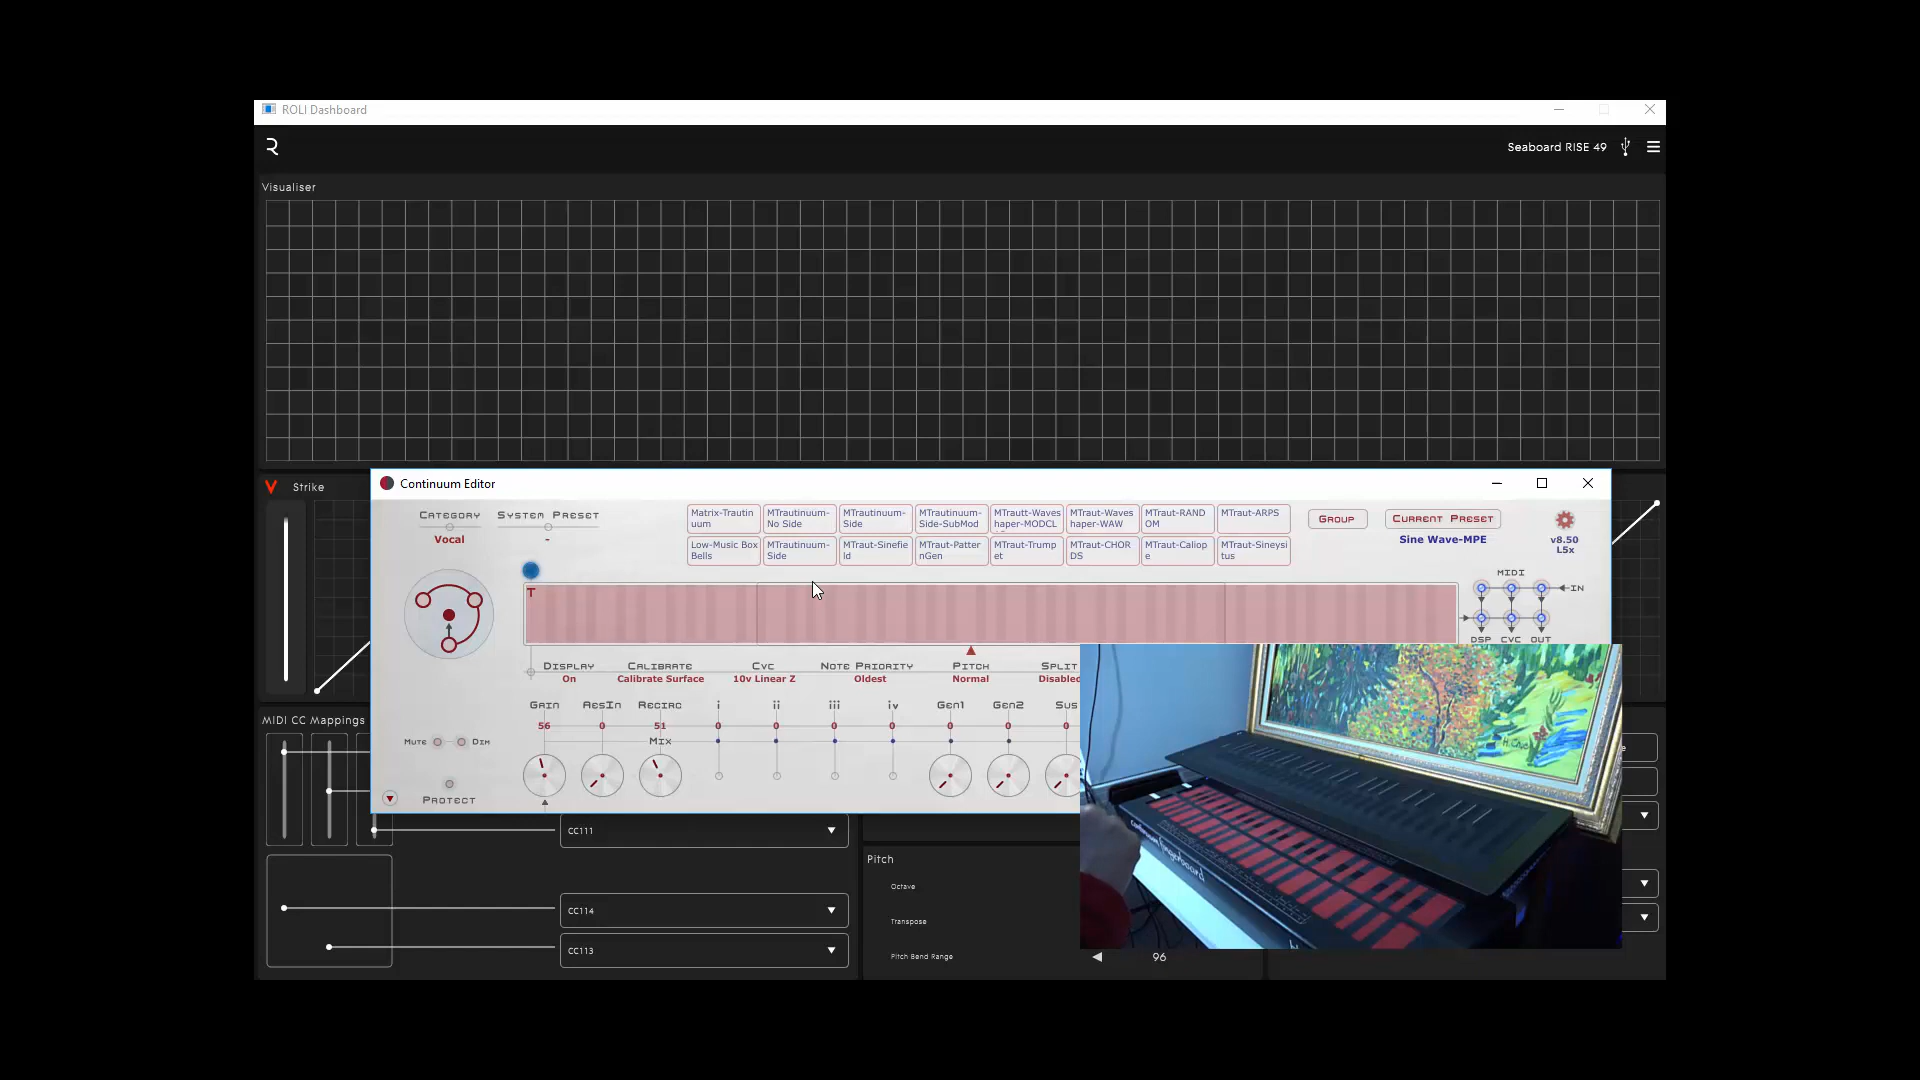 ROLI Dashboard
Seaboard RISE 49
Visualiser
Strike
Continuum Editor
Category
System Preset
Vocal
-
Matrix-Trautin
uum
MTrautinuum-
No Side
MTrautinuum-
Side
MTrautinuum-
Side-SubMod
MTrautt-Waves
haper-MODCL
MTrautt-Waves
haper-WAW
MTraut-RAND
OM
MTraut-ARPS
Low-Music Box
Bells
MTrautinuum-
Side
MTraut-Sinefie
ld
MTraut-Patter
nGen
MTraut-Trump
et
MTraut-CHOR
DS
MTraut-Caliop
e
MTraut-Sineysi
tus
Group
Current Preset
Sine Wave-MPE
v8.50
L5x
T
MIDI
IN
DSP CVC OUT
Display
On
Calibrate
Calibrate Surface
Cvc
10v Linear Z
Note Priority
Oldest
Pitch
Normal
Split
Disabled
Gain ResIn Recirc i ii iii iv Gen1 Gen2 Sus
56 0 51 0 0 0 0 0 0 0
Mix
Mute Dim
Protect
MIDI CC Mappings
CC111
CC114
CC113
Pitch
Octave
Transpose
Pitch Bend Range
96
continuum fingerboard